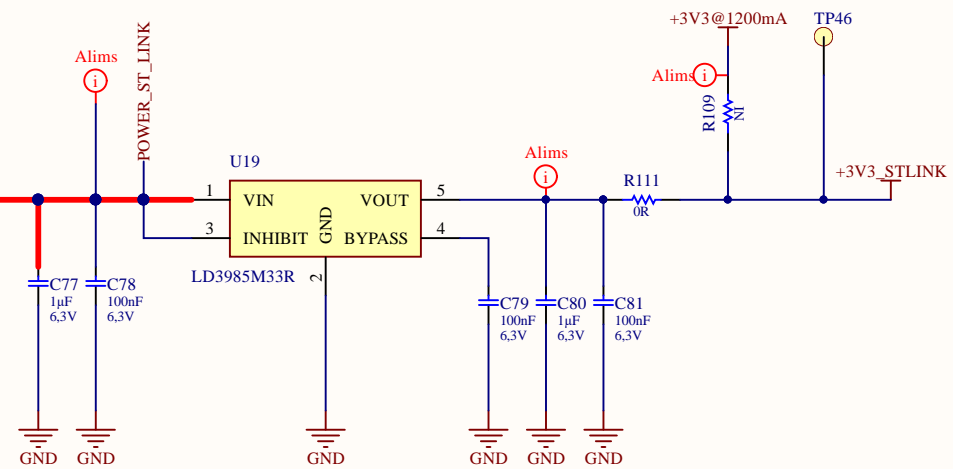 +3V3@1200mA
TP46
Alims
i
POWER_ST_LINK
Alims
i
R109
NI
U19
Alims
i
R111
0R
+3V3_STLINK
1
VIN
VOUT
5
3
INHIBIT
GND
BYPASS
4
LD3985M33R
2
C77
1µF
6,3V
C78
100nF
6,3V
C79
100nF
6,3V
C80
1µF
6,3V
C81
100nF
6,3V
GND
GND
GND
GND
GND
GND